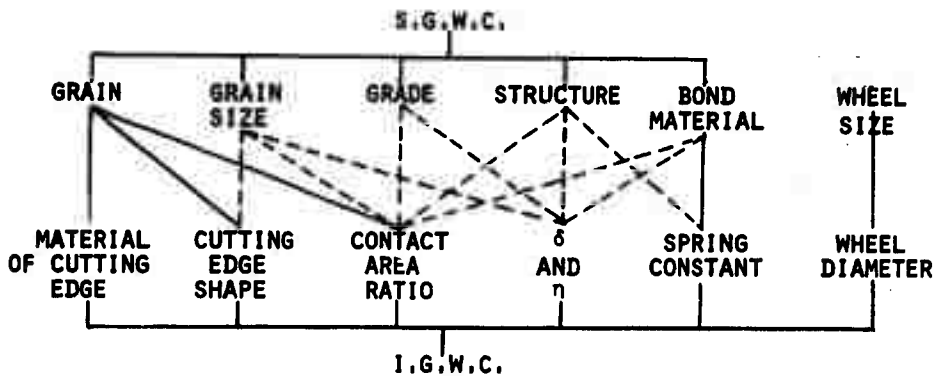 S.G.W.C.
GRAIN
GRAIN
SIZE
GRADE
STRUCTURE
BOND
MATERIAL
WHEEL
SIZE
MATERIAL
OF CUTTING
EDGE
CUTTING
EDGE
SHAPE
CONTACT
AREA
RATIO
δ
AND
η
SPRING
CONSTANT
WHEEL
DIAMETER
I.G.W.C.